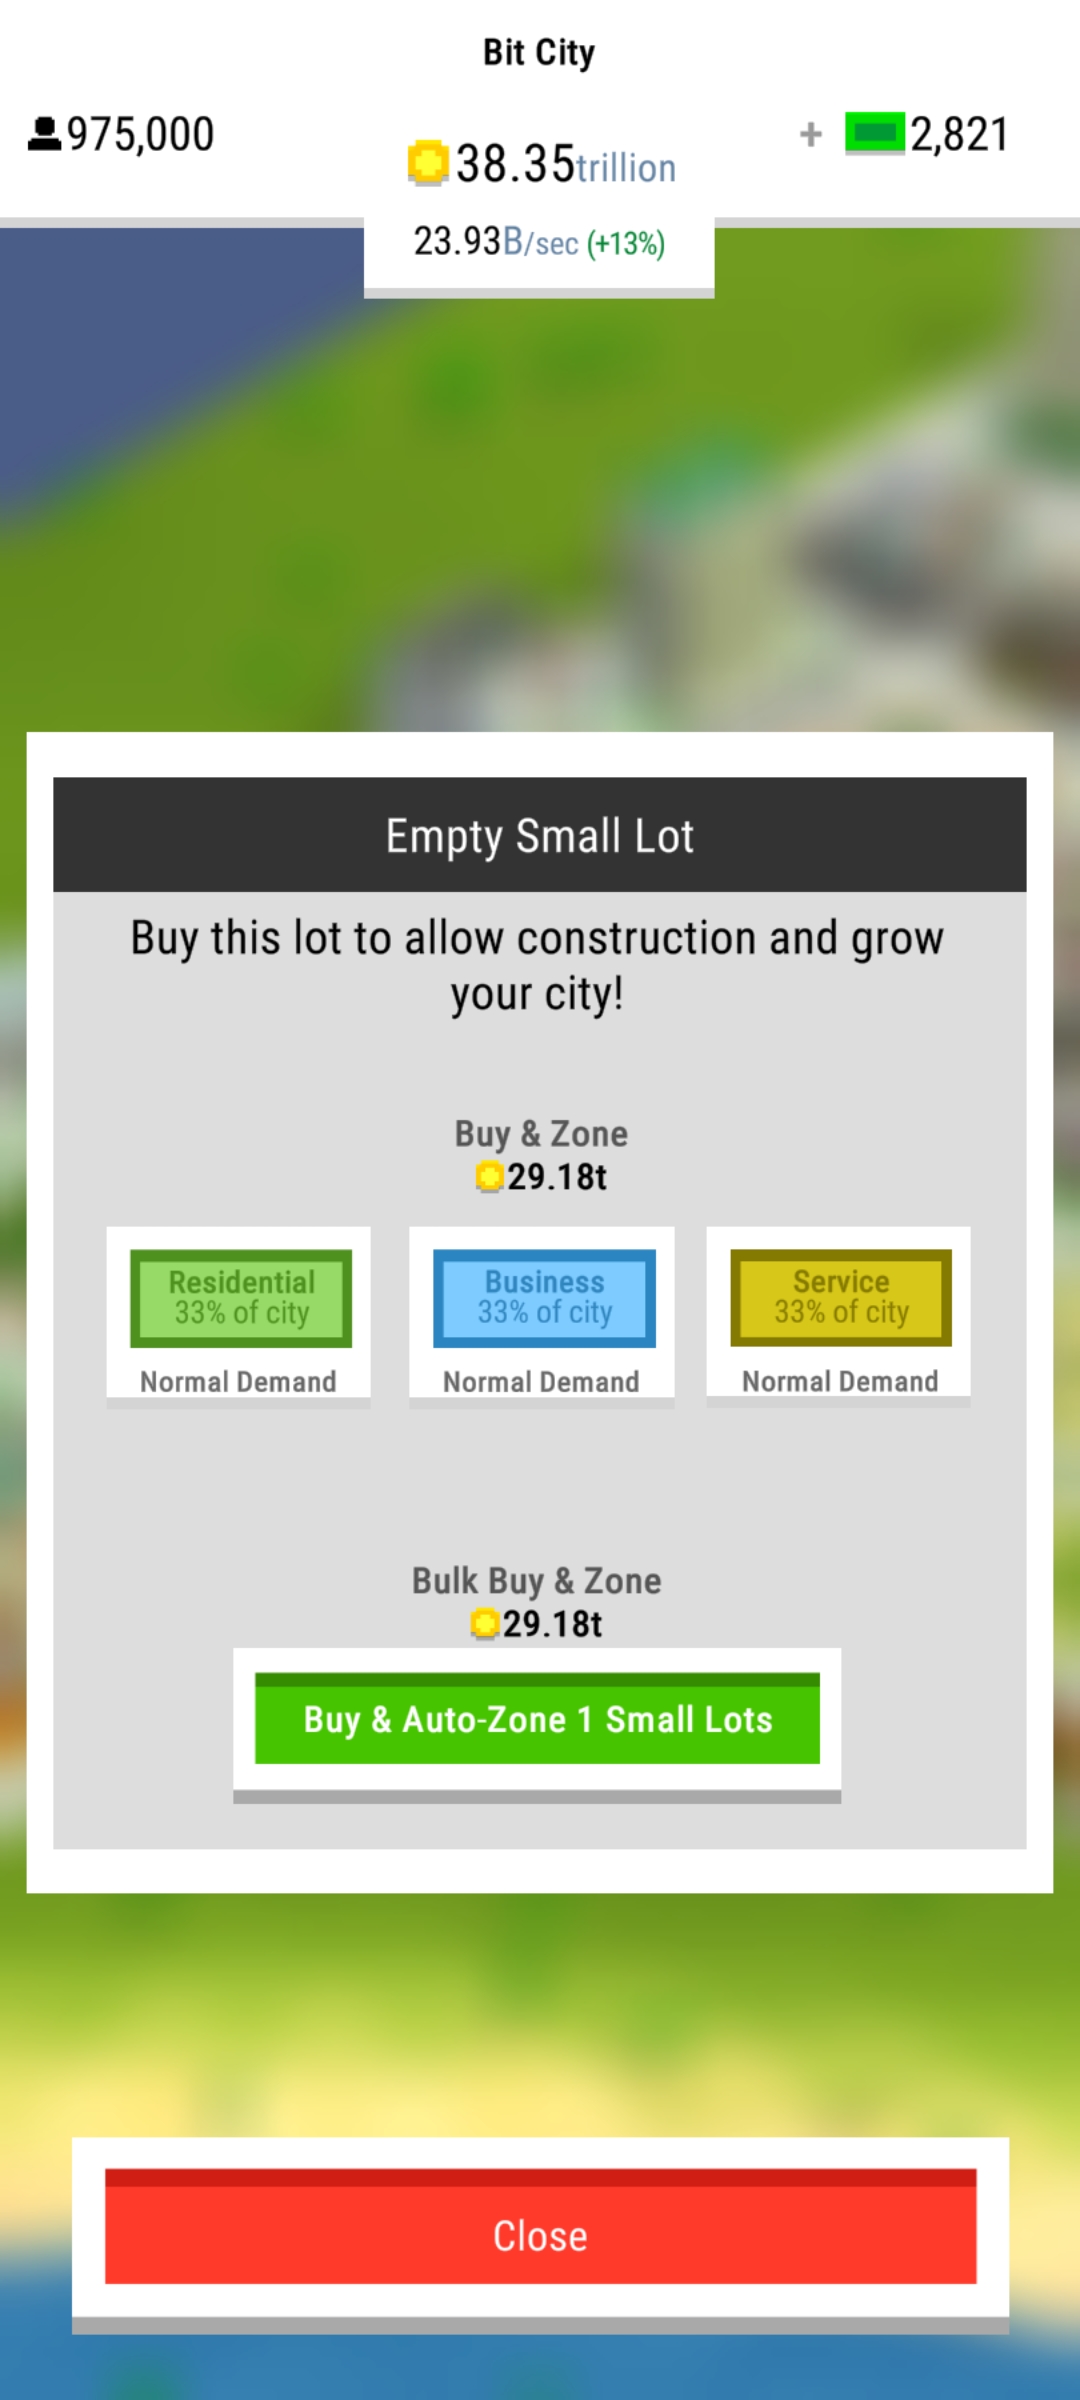 Bit City
975,000
38.35trillion
+ 2,821
23.93B/sec (+13%)
Empty Small Lot
Buy this lot to allow construction and grow
your city!
Buy & Zone
29.18t
Residential
33% of city
Normal Demand
Business
33% of city
Normal Demand
Service
33% of city
Normal Demand
Bulk Buy & Zone
29.18t
Buy & Auto-Zone 1 Small Lots
Close